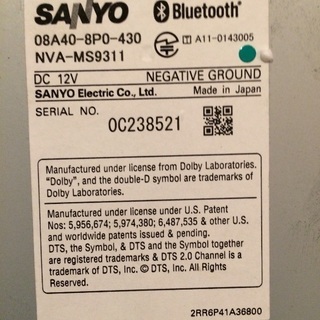 SANYO Bluetooth®
08A40-8P0-430
NVA-MS9311
A11-0143005
DC 12V NEGATIVE GROUND
SANYO Electric Co., Ltd. Made in Japan
SERIAL NO.
0C238521
Manufactured under license from Dolby Laboratories.
"Dolby", and the double-D symbol are trademarks of
Dolby Laboratories.
Manufactured under license under U.S. Patent
Nos: 5,956,674; 5,974,380; 6,487,535 & other U.S.
and worldwide patents issued & pending.
DTS, the Symbol, & DTS and the Symbol together
are registered trademarks & DTS 2.0 Channel is a
trademark of DTS, Inc. © DTS, Inc. All Rights
Reserved.
2RR6P41A36800